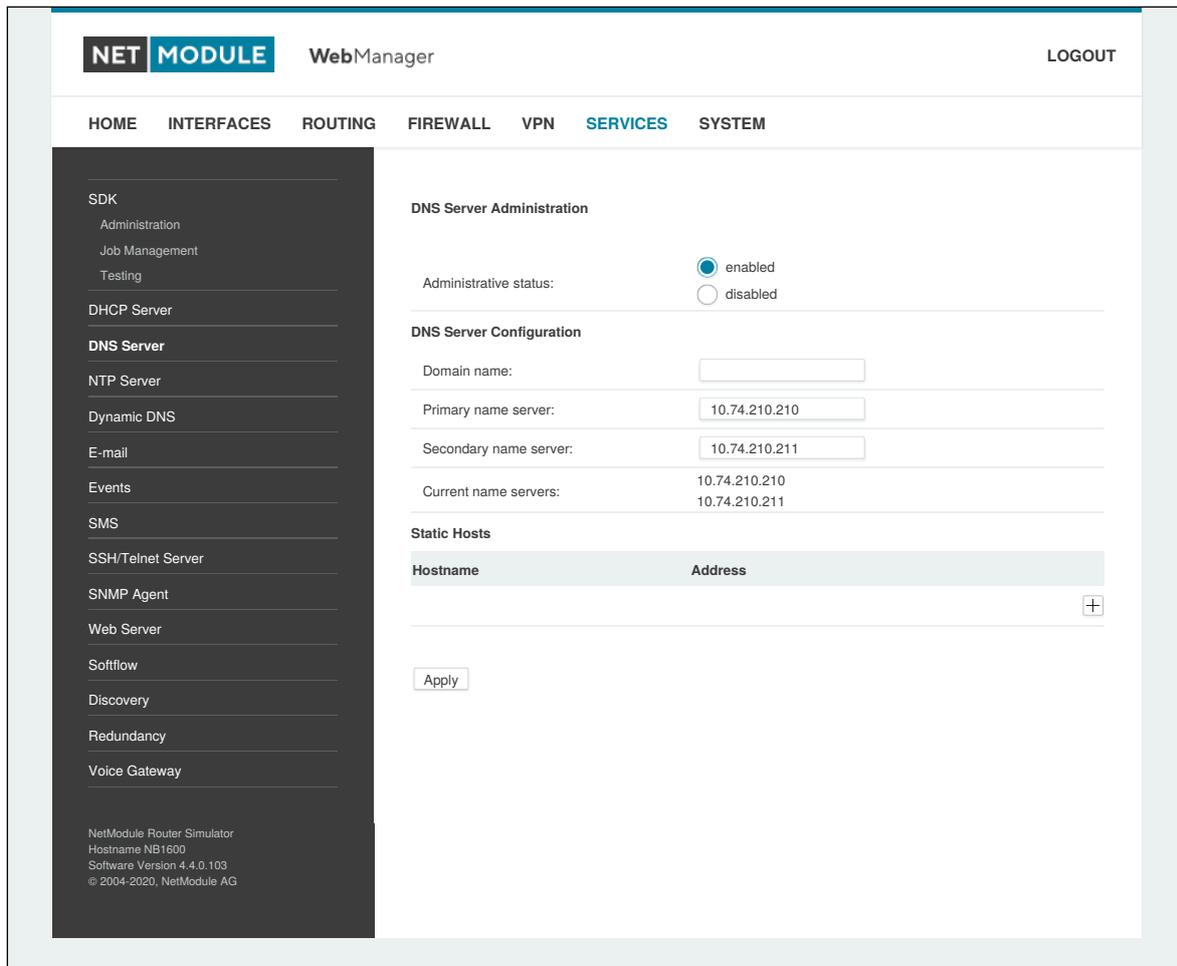 NET MODULE WebManager LOGOUT
HOME INTERFACES ROUTING FIREWALL VPN SERVICES SYSTEM
SDK
Administration
Job Management
Testing
DHCP Server
DNS Server
NTP Server
Dynamic DNS
E-mail
Events
SMS
SSH/Telnet Server
SNMP Agent
Web Server
Softflow
Discovery
Redundancy
Voice Gateway
NetModule Router Simulator
Hostname NB1600
Software Version 4.4.0.103
© 2004-2020, NetModule AG
DNS Server Administration
Administrative status:
enabled
disabled
DNS Server Configuration
Domain name:
Primary name server: 10.74.210.210
Secondary name server: 10.74.210.211
Current name servers:
10.74.210.210
10.74.210.211
Static Hosts
Hostname Address
Apply